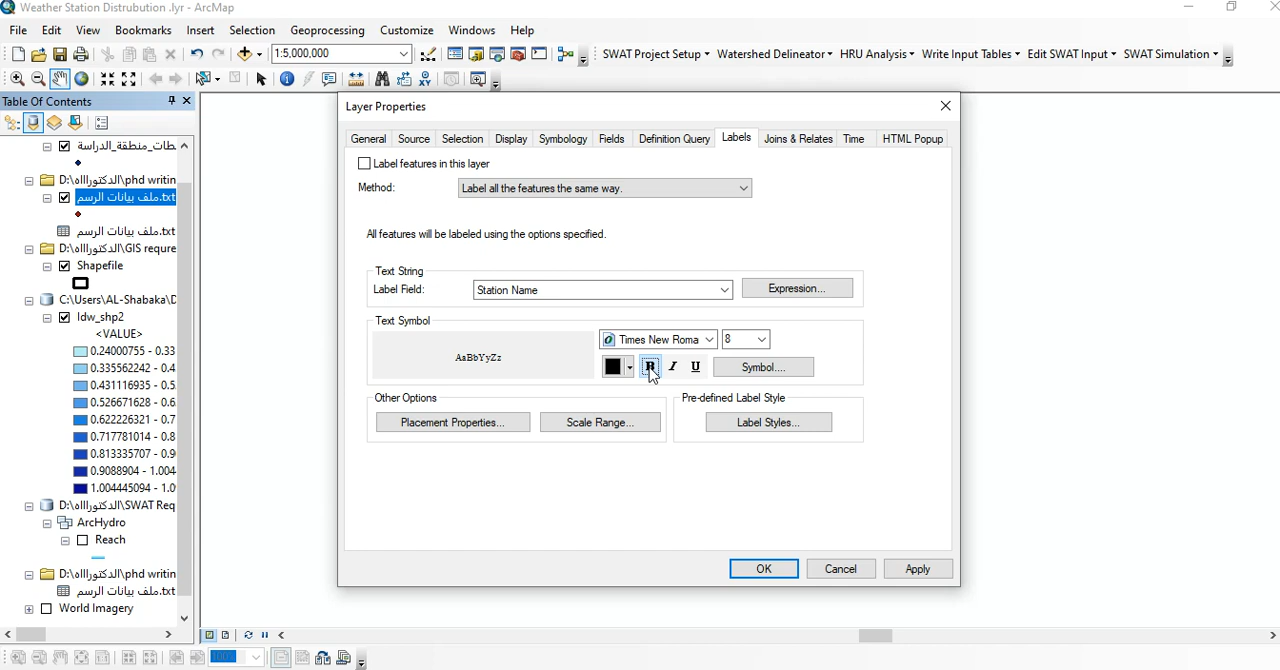 Weather Station Distrubution .lyr - ArcMap
File Edit View Bookmarks Insert Selection Geoprocessing Customize Windows Help
1:5,000,000 SWAT Project Setup Watershed Delineator HRU Analysis Write Input Tables Edit SWAT Input SWAT Simulation
Table Of Contents
طات_منطقة_الدراسة
D:\الدكتورااه\phd writin
ملف بيانات الرسم.txt
ملف بيانات الرسم.txt
D:\الدكتورااه\GIS requre
Shapefile
C:\Users\AL-Shabaka\D
Idw_shp2
<VALUE>
0.24000755 - 0.33
0.335562242 - 0.4
0.431116935 - 0.5
0.526671628 - 0.6
0.622226321 - 0.7
0.717781014 - 0.8
0.813335707 - 0.9
0.9088904 - 1.004
1.004445094 - 1.0
D:\الدكتورااه\SWAT Req
ArcHydro
Reach
D:\الدكتورااه\phd writin
ملف بيانات الرسم.txt
World Imagery
Layer Properties
General Source Selection Display Symbology Fields Definition Query Labels Joins & Relates Time HTML Popup
Label features in this layer
Method: Label all the features the same way.
All features will be labeled using the options specified.
Text String
Label Field: Station Name Expression...
Text Symbol
AaBbYyZz
Times New Roma 8
B I U Symbol...
Other Options
Placement Properties... Scale Range...
Pre-defined Label Style
Label Styles...
OK Cancel Apply
100%